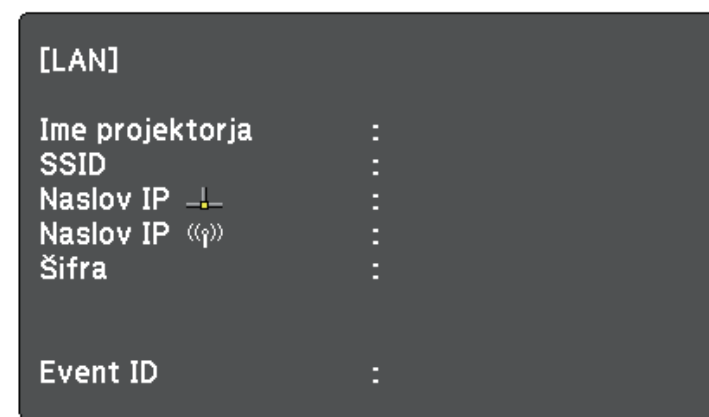 [LAN]
Ime projektorja :
SSID :
Naslov IP :
Naslov IP :
Šifra :
Event ID :